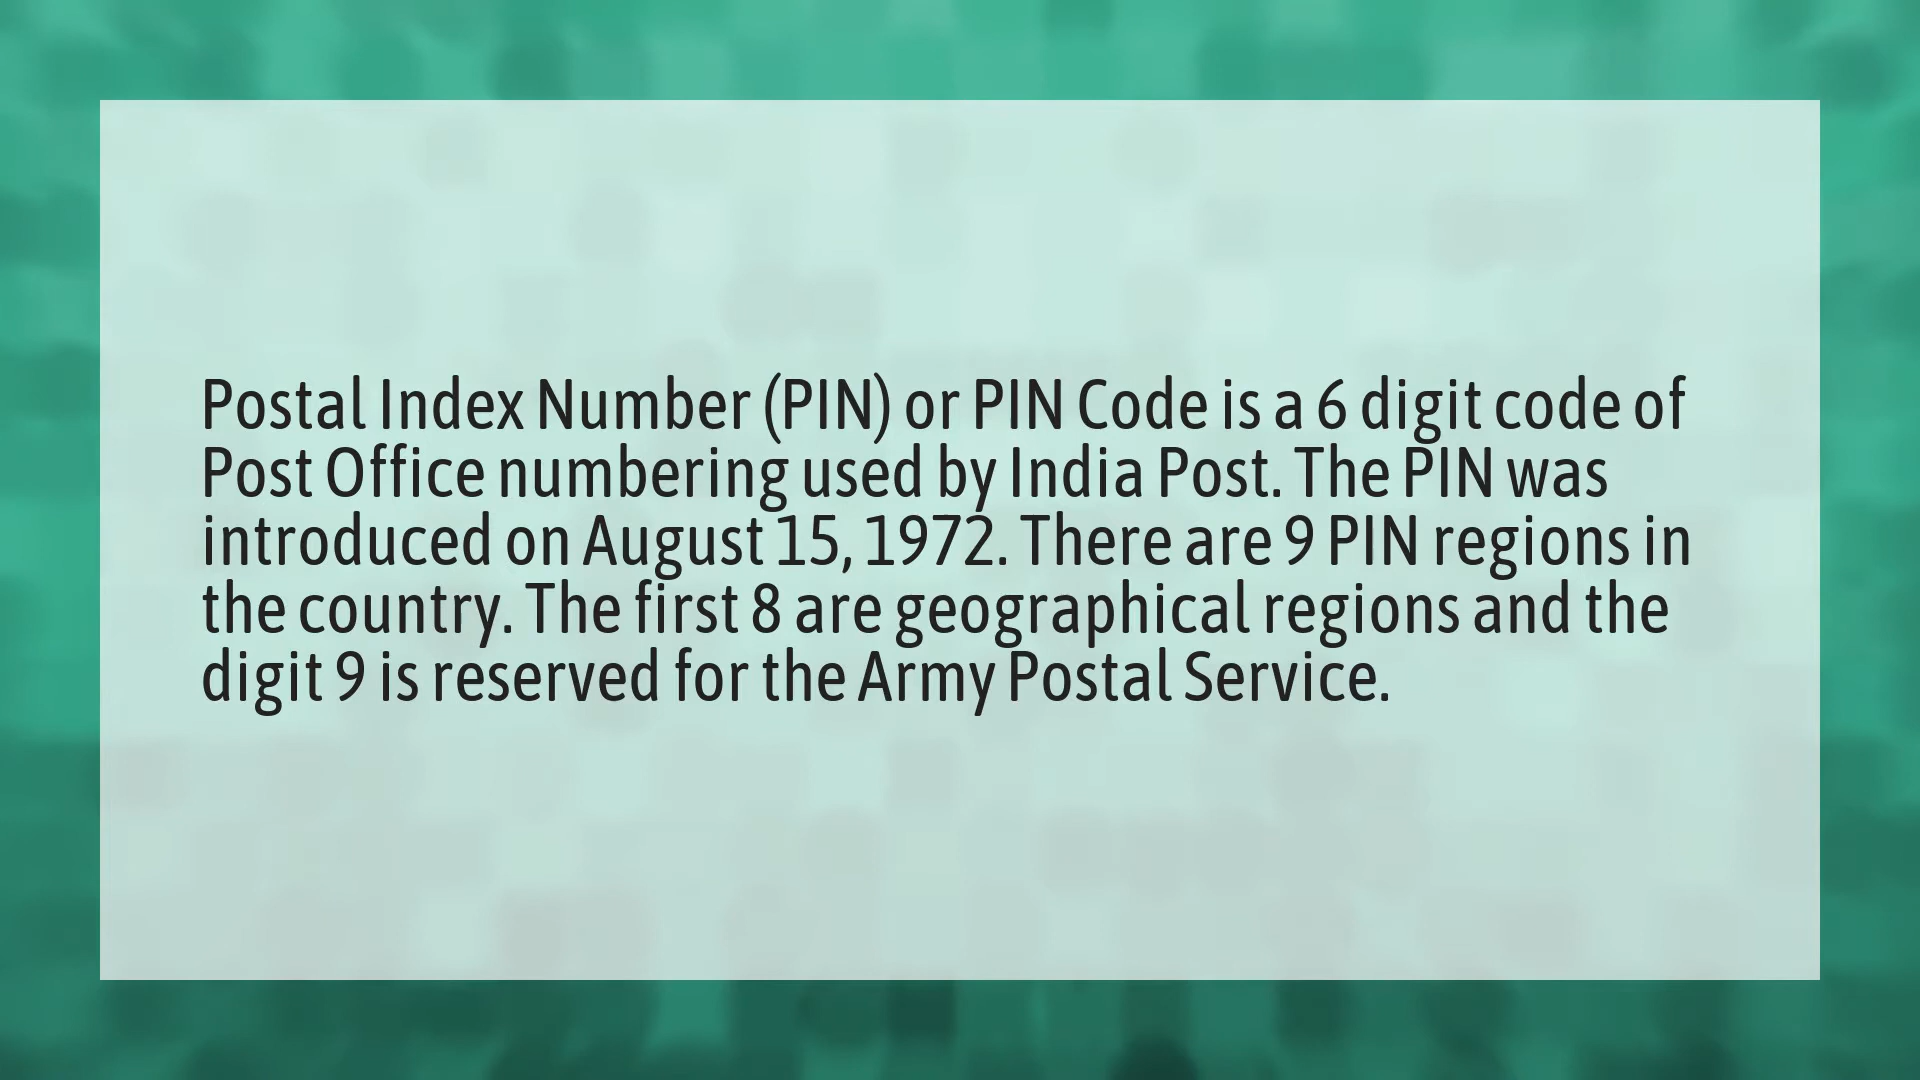 Postal Index Number (PIN) or PIN Code is a 6 digit code of
Post Office numbering used by India Post. The PIN was
introduced on August 15, 1972. There are 9 PIN regions in
the country. The first 8 are geographical regions and the
digit 9 is reserved for the Army Postal Service.